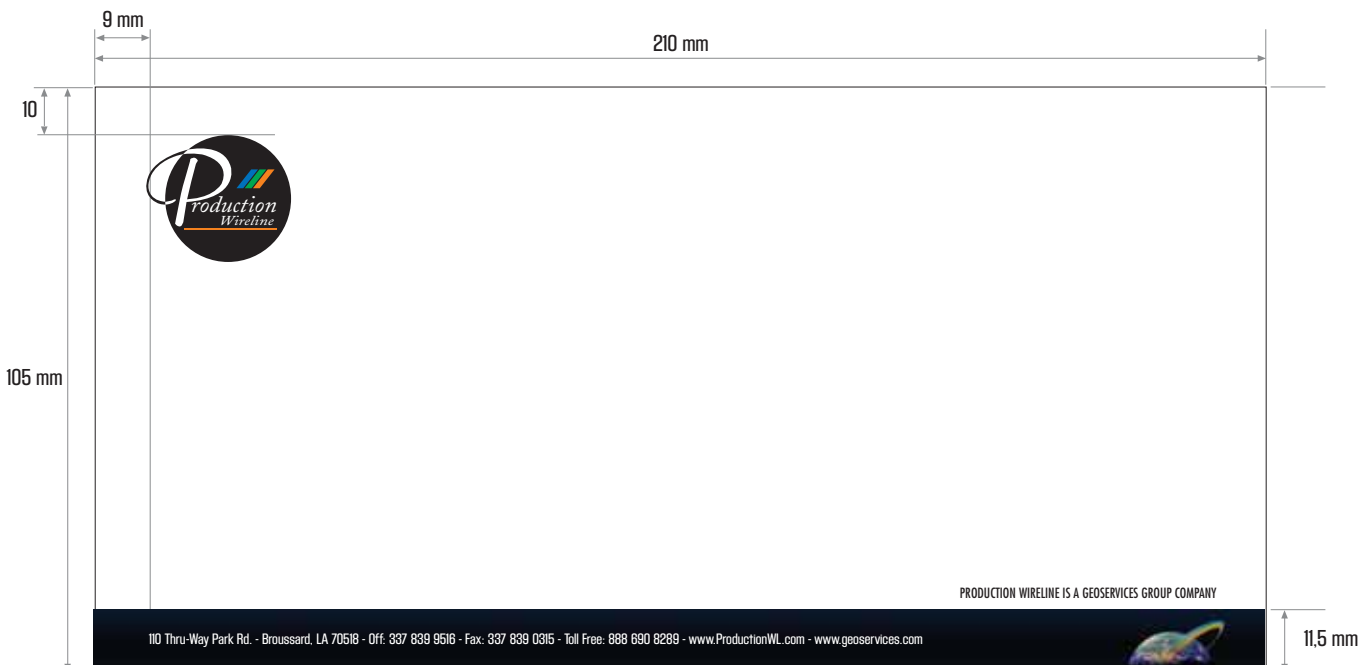 9 mm
210 mm
10
Production
Wireline
105 mm
PRODUCTION WIRELINE IS A GEOSERVICES GROUP COMPANY
110 Thru-Way Park Rd. - Broussard, LA 70518 - Off: 337 839 9516 - Fax: 337 839 0315 - Toll Free: 888 690 8289 - www.ProductionWL.com - www.geoservices.com
11,5 mm